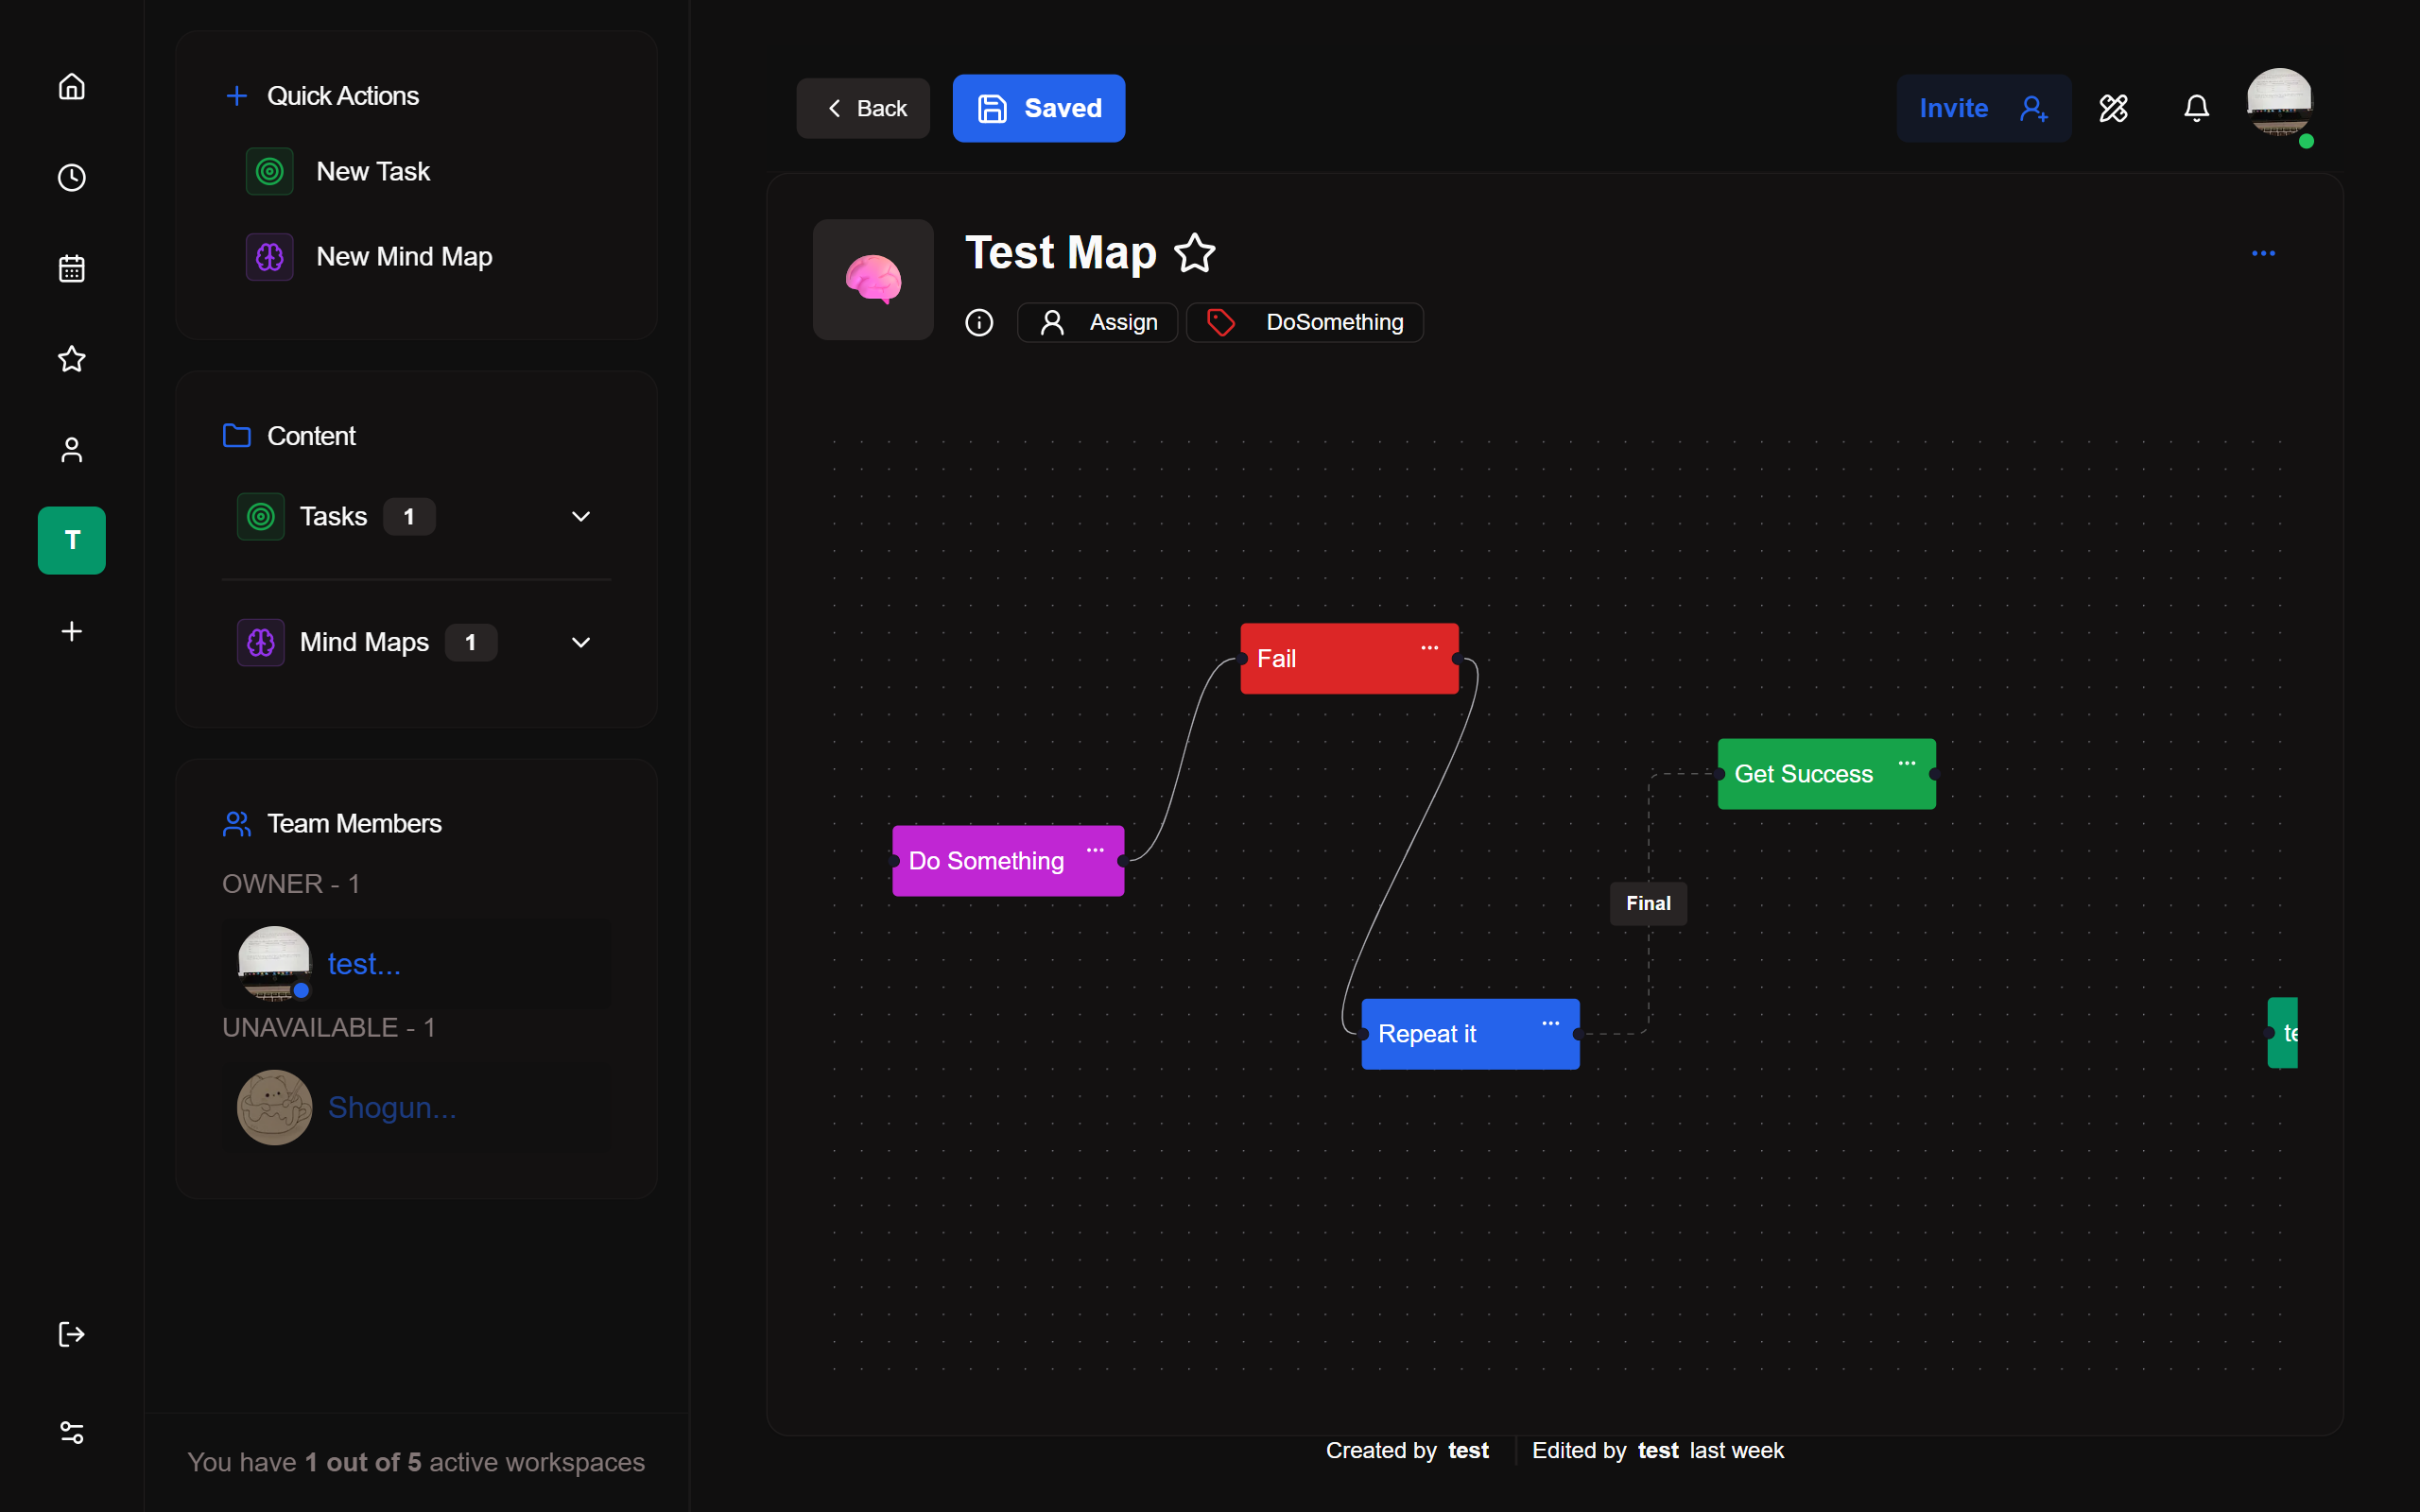 Quick Actions
New Task
New Mind Map
Content
Tasks 1
Mind Maps 1
Team Members
OWNER - 1
test...
UNAVAILABLE - 1
Shogun...
T
You have 1 out of 5 active workspaces
Back
Saved
Invite
Test Map
Assign
DoSomething
Fail
Get Success
Do Something
Final
Repeat it
te
Created by test
Edited by test last week